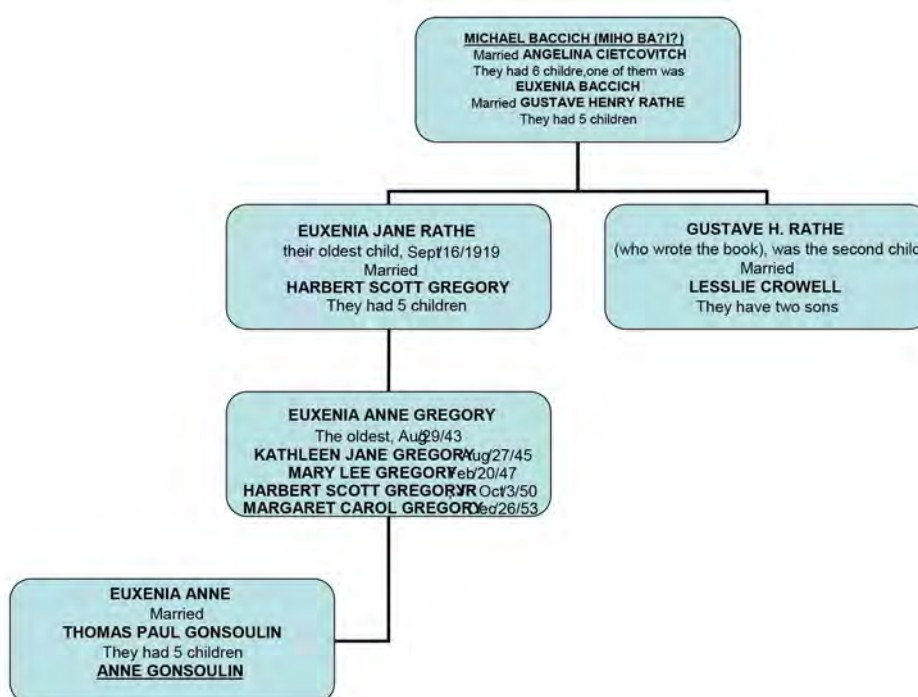 MICHAEL BACCICH (MIHO BA?I?)
Married ANGELINA CIETCOVITCH
They had 6 childre,one of them was
EUXENIA BACCICH
Married GUSTAVE HENRY RATHE
They had 5 children
EUXENIA JANE RATHE
their oldest child, Sept/16/1919
Married
HARBERT SCOTT GREGORY
They had 5 children
GUSTAVE H. RATHE
(who wrote the book), was the second child
Married
LESSLIE CROWELL
They have two sons
EUXENIA ANNE GREGORY
The oldest, Aug/29/43
KATHLEEN JANE GREGORY Aug/27/45
MARY LEE GREGORY Feb/20/47
HARBERT SCOTT GREGORY, JR Oct/3/50
MARGARET CAROL GREGORY Dec/26/53
EUXENIA ANNE
Married
THOMAS PAUL GONSOULIN
They had 5 children
ANNE GONSOULIN